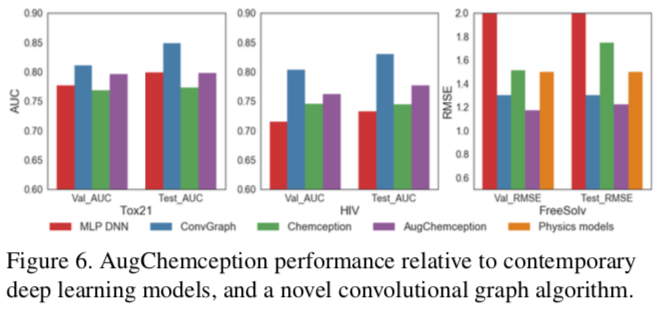 0.90 0.90 2.0
0.85 0.85 1.8
0.80 0.80 1.6
0.75 0.75 1.4
0.70 0.70 1.2
0.65 0.65 1.0
0.60 0.60 0.8
0.6
AUC
RMSE
Val_AUC Test_AUC Val_AUC Test_AUC Val_RMSE Test_RMSE
Tox21 HIV FreeSolv
MLP DNN ConvGraph Chemception AugChemception Physics models
Figure 6. AugChemception performance relative to contemporary
deep learning models, and a novel convolutional graph algorithm.